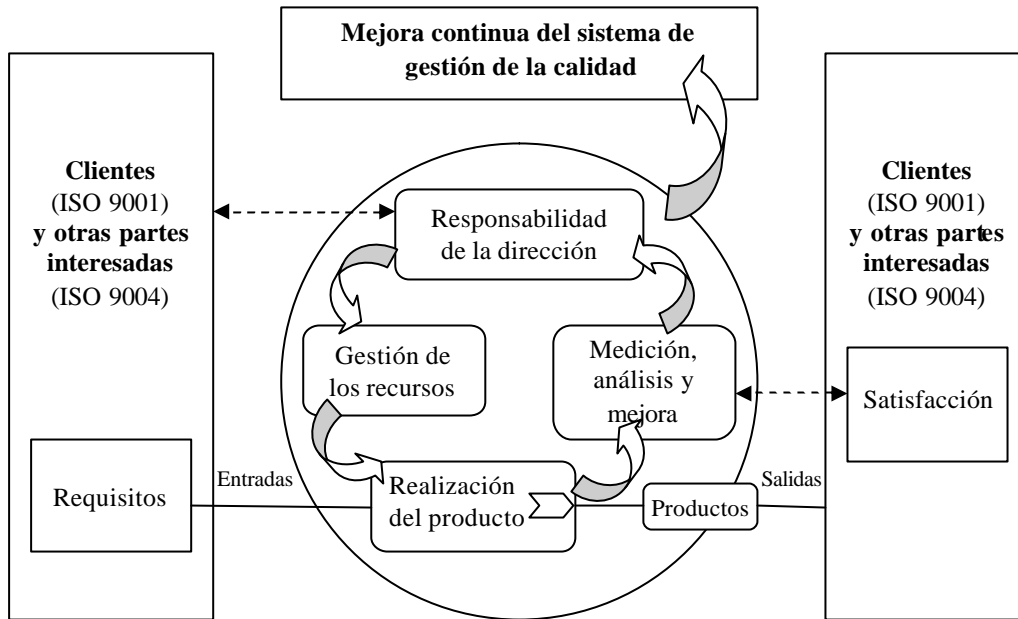 Mejora continua del sistema de
gestión de la calidad
Clientes
(ISO 9001)
y otras partes
interesadas
(ISO 9004)
Requisitos
Entradas
Responsabilidad
de la dirección
Gestión de
los recursos
Medición,
análisis y
mejora
Realización
del producto
Productos
Salidas
Clientes
(ISO 9001)
y otras partes
interesadas
(ISO 9004)
Satisfacción